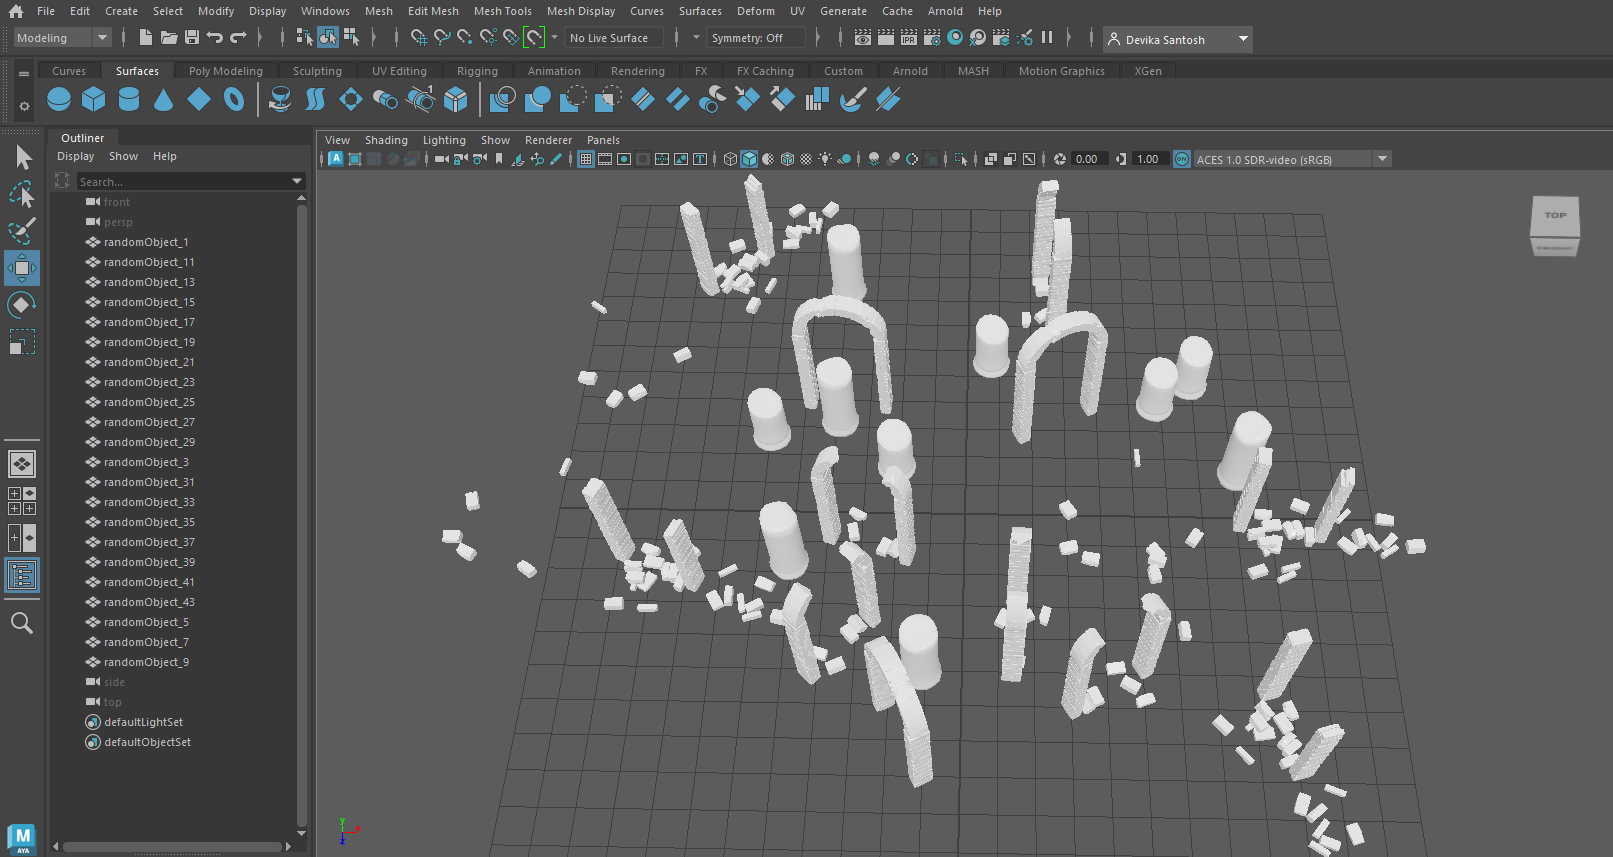 File Edit Create Select Modify Display Windows Mesh Edit Mesh Mesh Tools Mesh Display Curves Surfaces Deform UV Generate Cache Arnold Help
Modeling No Live Surface Symmetry: Off Devika Santosh
Curves Surfaces Poly Modeling Sculpting UV Editing Rigging Animation Rendering FX FX Caching Custom Arnold MASH Motion Graphics XGen
Outliner
Display Show Help
Search...
front
persp
randomObject_1
randomObject_11
randomObject_13
randomObject_15
randomObject_17
randomObject_19
randomObject_21
randomObject_23
randomObject_25
randomObject_27
randomObject_29
randomObject_3
randomObject_31
randomObject_33
randomObject_35
randomObject_37
randomObject_39
randomObject_41
randomObject_43
randomObject_5
randomObject_7
randomObject_9
side
top
defaultLightSet
defaultObjectSet
View Shading Lighting Show Renderer Panels
0.00 1.00 ON ACES 1.0 SDR-video (sRGB)
TOP
y
x
z
M
AYA